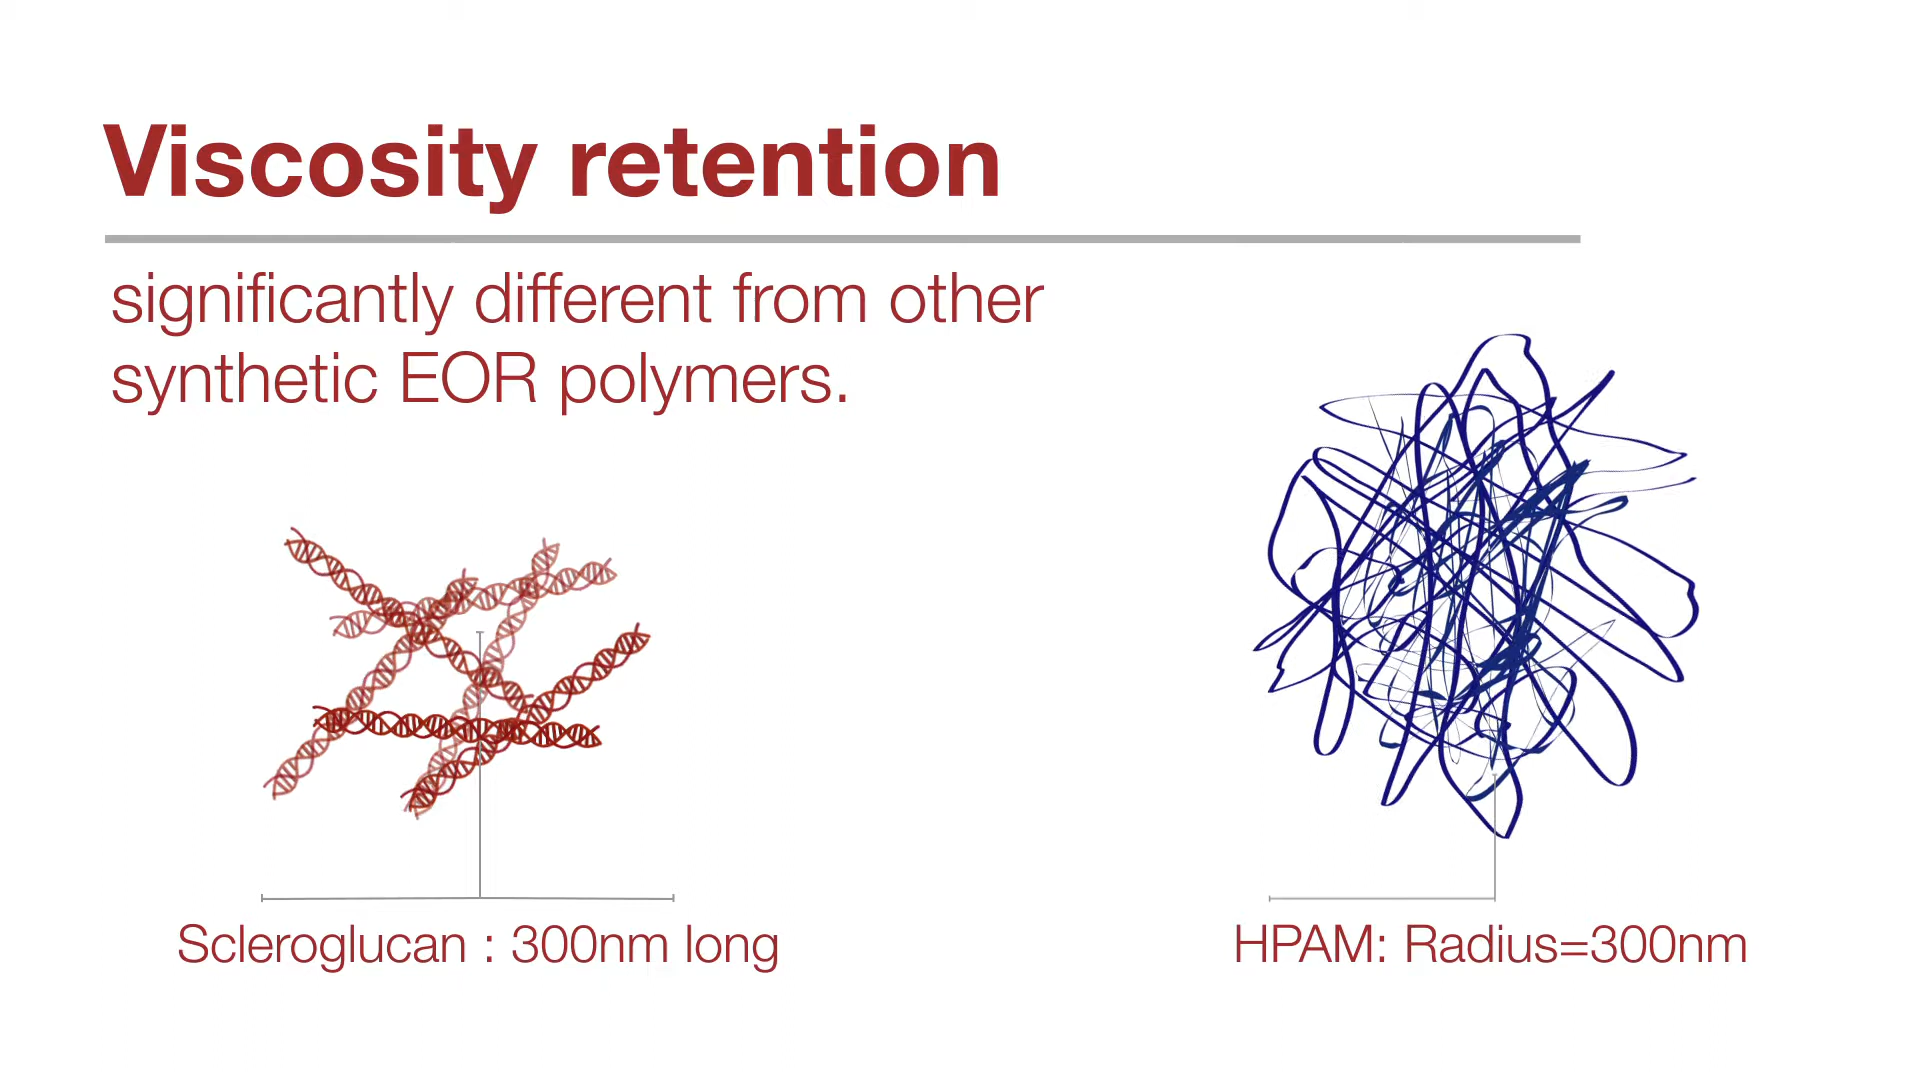 Viscosity retention
significantly different from other
synthetic EOR polymers.
Scleroglucan : 300nm long
HPAM: Radius=300nm